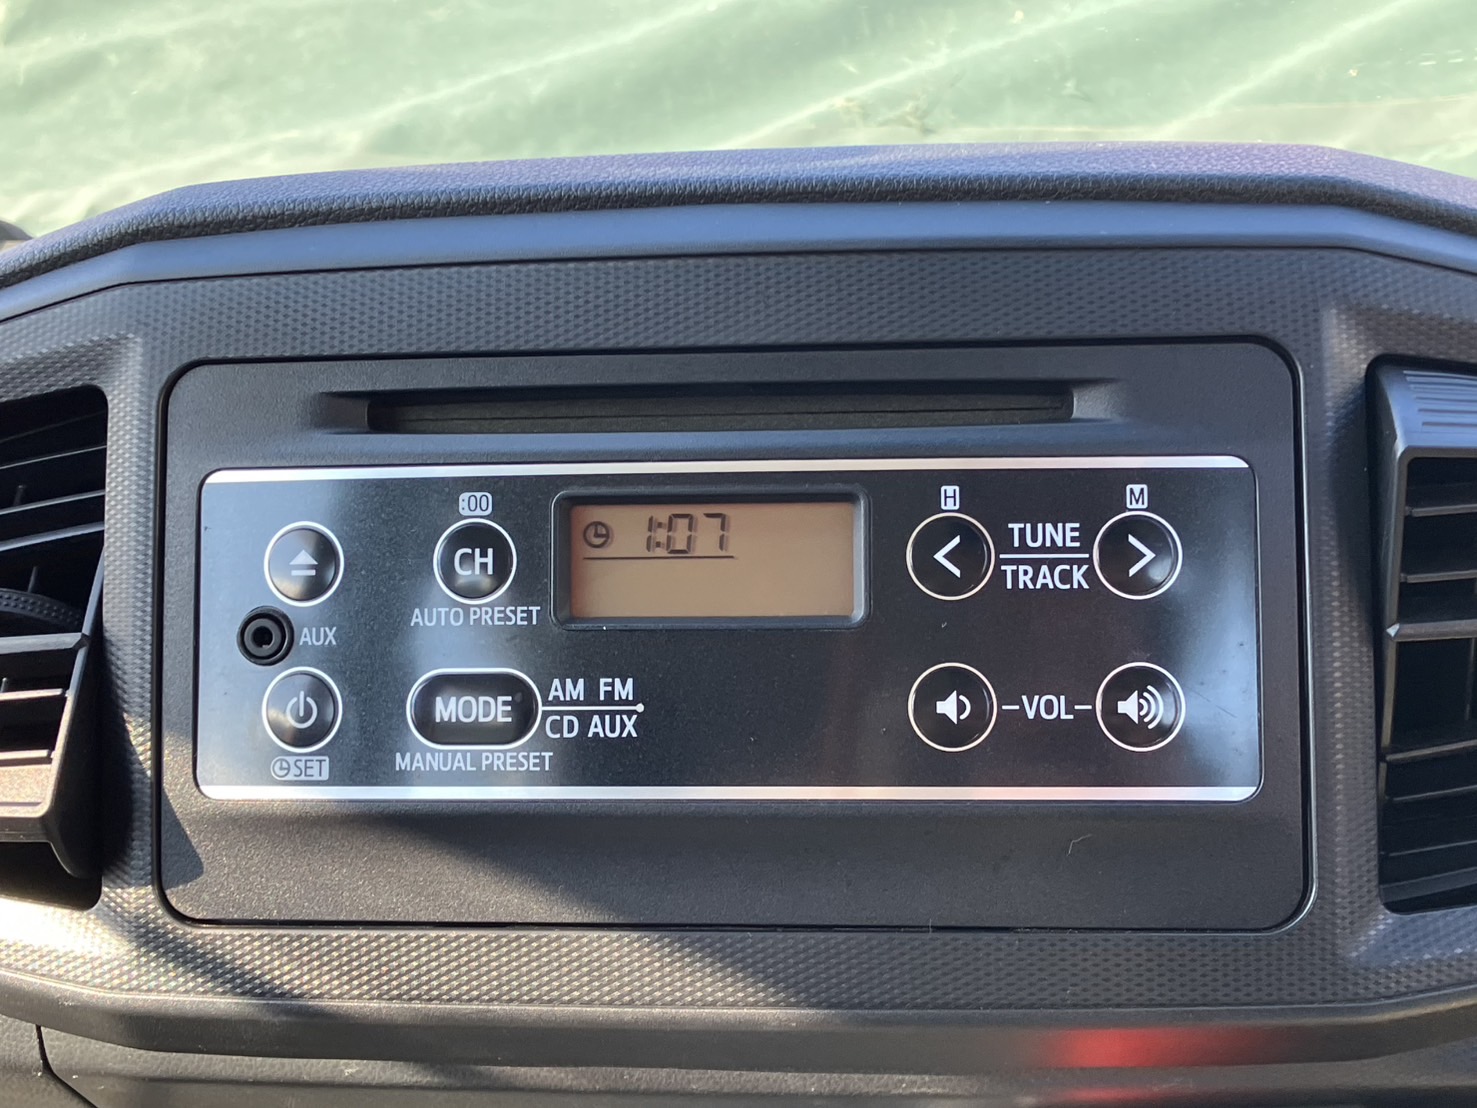 :00
CH
AUTO PRESET
1:07
H
M
TUNE
TRACK
AUX
SET
MODE
AM FM
CD AUX
MANUAL PRESET
-VOL-